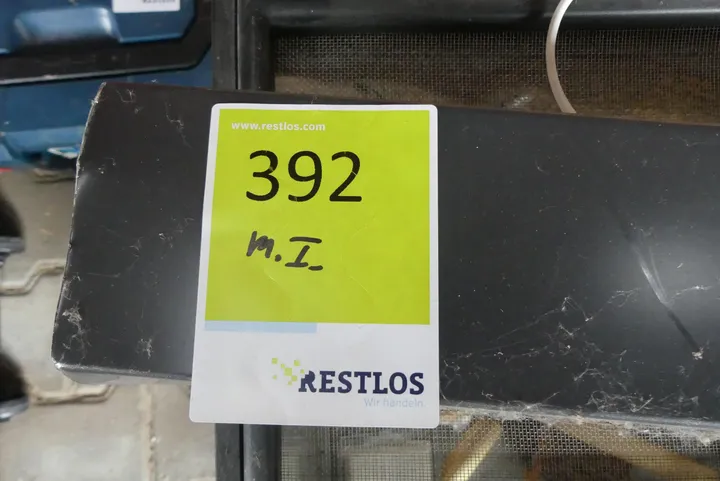 www.restlos.com
392
M.I.
RESTLOS
Wir handeln.